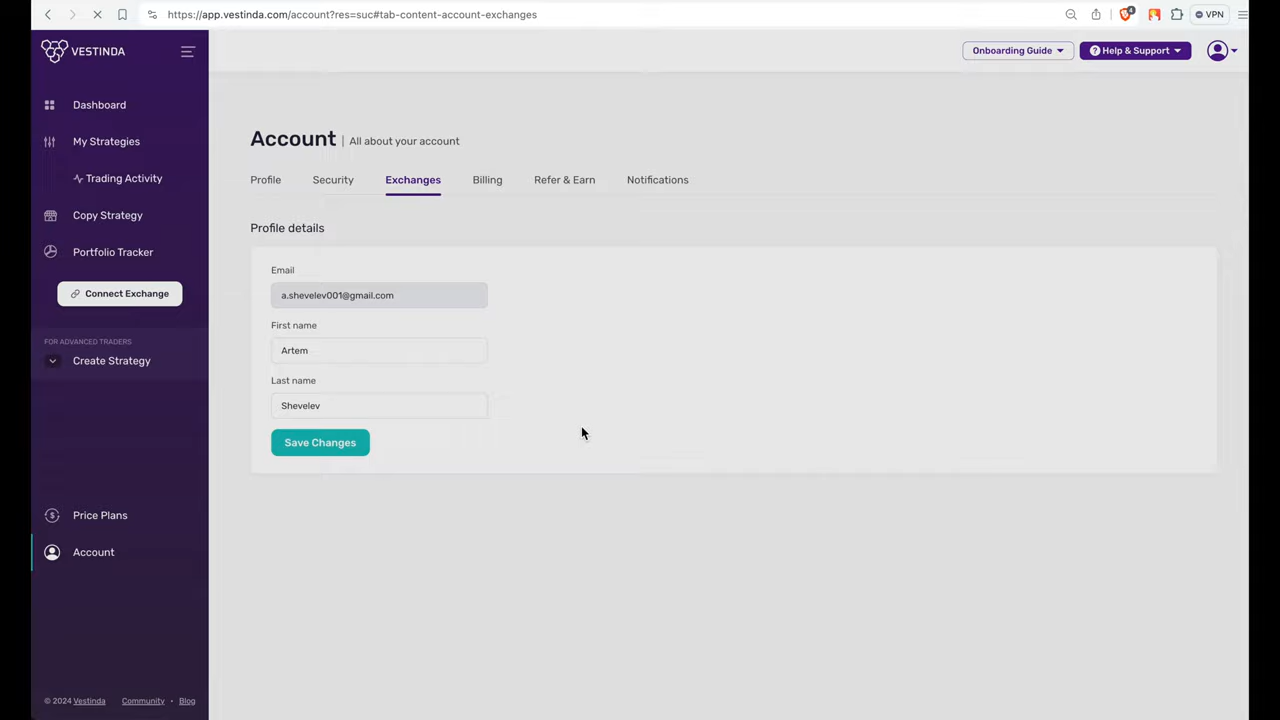 https://app.vestinda.com/account?res=suc#tab-content-account-exchanges
4
VPN
VESTINDA
Onboarding Guide
Help & Support
Dashboard
My Strategies
Trading Activity
Copy Strategy
Portfolio Tracker
Connect Exchange
FOR ADVANCED TRADERS
Create Strategy
Price Plans
Account
© 2024 Vestinda Community • Blog
Account | All about your account
Profile Security Exchanges Billing Refer & Earn Notifications
Profile details
Email
a.shevelev001@gmail.com
First name
Artem
Last name
Shevelev
Save Changes